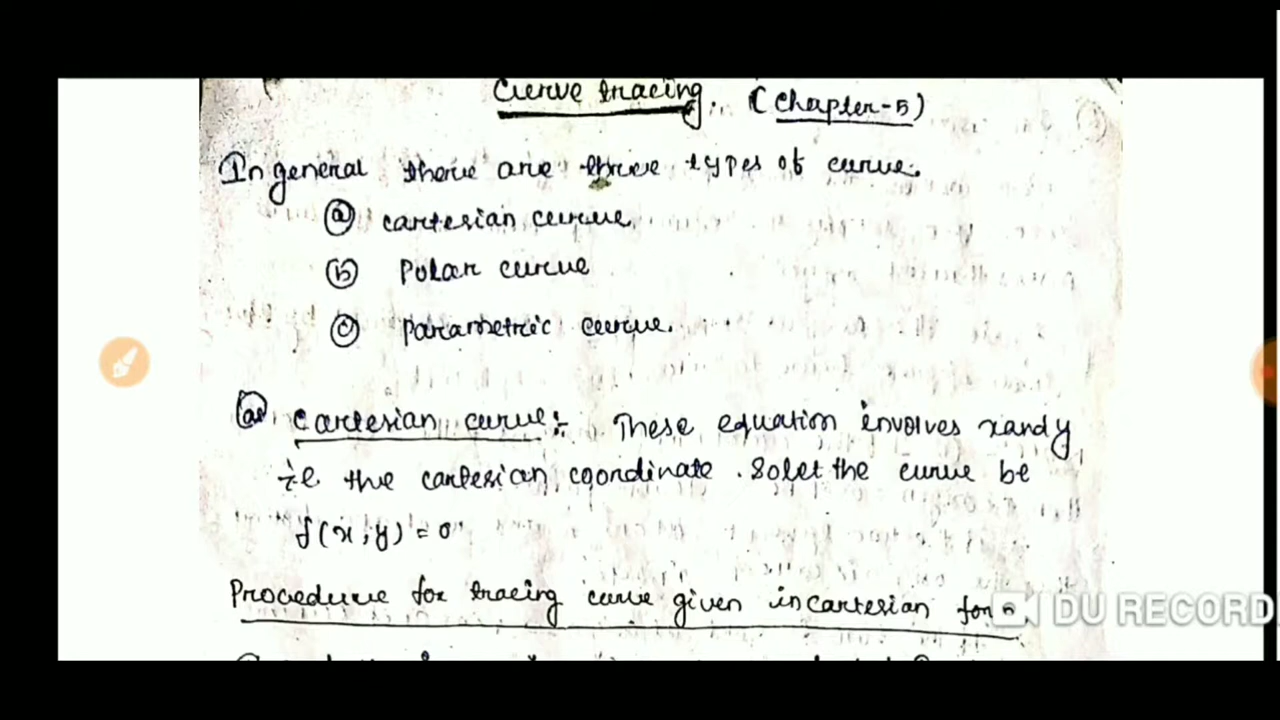 Curve tracing. (Chapter-5)
In general there are three types of curve.
(a) cartesian curve
(b) Polar curve
(c) Parametric curve.
(a) Cartesian curve :- These equation involves x and y
i.e. the cartesian coordinate. So let the curve be
f(x,y) = 0
Procedure for tracing curve given in cartesian for
DU RECORD